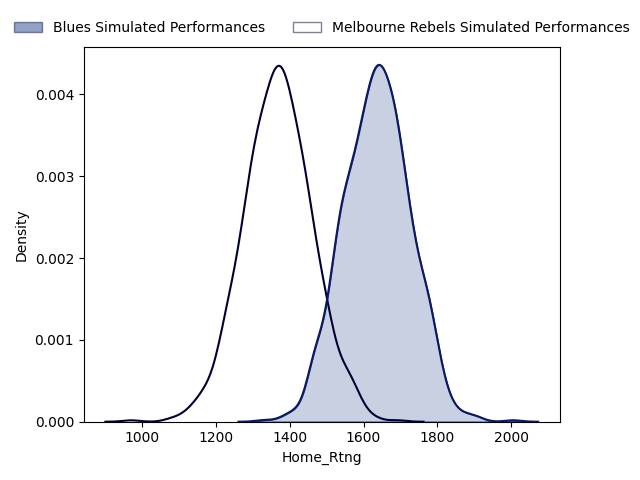 Blues Simulated Performances Melbourne Rebels Simulated Performances
0.004
0.003
0.002
0.001
0.000
Density
1000 1200 1400 1600 1800 2000
Home_Rtng